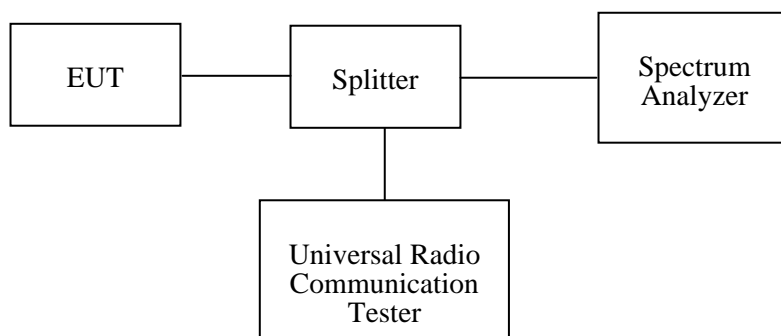 EUT
Splitter
Spectrum
Analyzer
Universal Radio
Communication
Tester